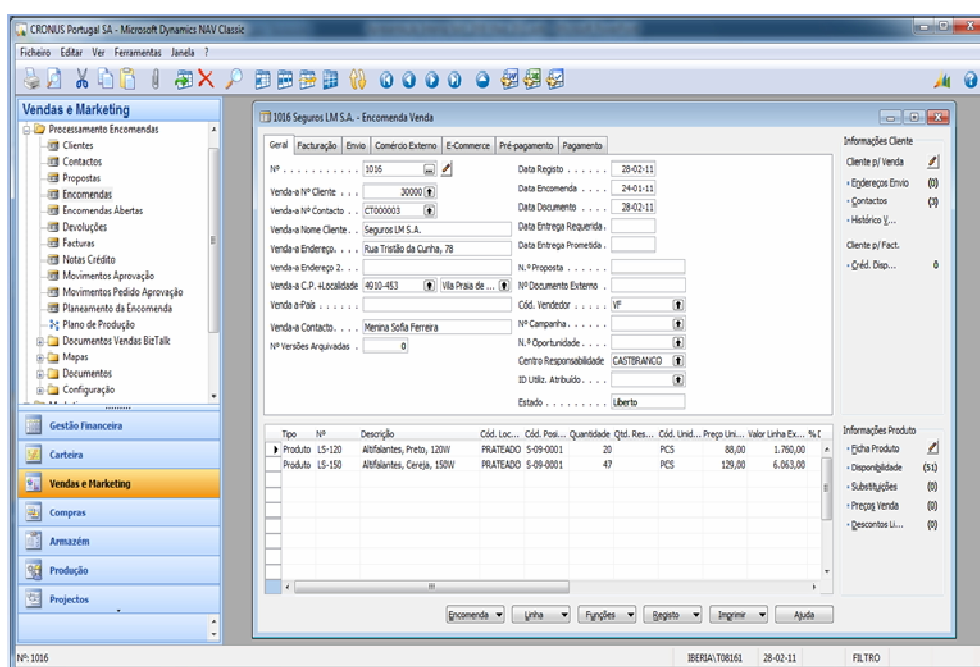 CRONUS Portugal SA - Microsoft Dynamics NAV Classic
Ficheiro Editar Ver Ferramentas Janela ?
Vendas e Marketing
Processamento Encomendas
Clientes
Contactos
Propostas
Encomendas
Encomendas Abertas
Devoluções
Facturas
Notas Crédito
Movimentos Aprovação
Movimentos Pedido Aprovação
Planeamento da Encomenda
Plano de Produção
Documentos Vendas BizTalk
Mapas
Documentos
Configuração
Gestão Financeira
Carteira
Vendas e Marketing
Compras
Armazém
Produção
Projectos
1016 Seguros LM S.A. - Encomenda Venda
Geral Facturação Envio Comércio Externo E-Commerce Pré-pagamento Pagamento
Nº . . . . . . . . . . . 1016
Venda-a Nº Cliente . . . 30000
Venda-a Nº Contacto . . CT000003
Venda-a Nome Cliente . . Seguros LM S.A.
Venda-a Endereço. . . . Rua Tristão da Cunha, 78
Venda-a Endereço 2. . .
Venda-a C.P. +Localidade 4910-453 Vila Praia de ...
Venda a-País . . . .
Venda-a Contacto. . . . Menina Sofia Ferreira
Nº Versões Arquivadas . 0
Data Registo . . . . . . 28-02-11
Data Encomenda . . . . 24-01-11
Data Documento . . . . 28-02-11
Data Entrega Requerida .
Data Entrega Prometida .
N.º Proposta . . . . . .
Nº Documento Externo .
Cód. Vendedor . . . . . VF
Nº Campanha . . . . . .
N.º Oportunidade . . . .
Centro Responsabilidade CASTBRANCO
ID Utiliz. Atribuído. . . .
Estado . . . . . . . . . Liberto
Tipo Nº Descrição Cód. Loc... Cód. Posi... Quantidade Qtd. Res... Cód. Unid... Preço Uni... Valor Linha Ex... % D
Produto LS-120 Altifalantes, Preto, 120W PRATEADO S-09-0001 20 PCS 88,00 1.760,00
Produto LS-150 Altifalantes, Cereja, 150W PRATEADO S-09-0001 47 PCS 129,00 6.063,00
Encomenda Linha Funções Registo Imprimir Ajuda
Informações Cliente
Cliente p/ Venda
Endereços Envio (0)
Contactos (3)
Histórico V...
Cliente p/ Fact.
Créd. Disp... 0
Informações Produto
Ficha Produto
Disponibilidade (51)
Substituições (0)
Preços Venda (0)
Descontos Li... (0)
Nº: 1016 IBERIA\T08161 28-02-11 FILTRO